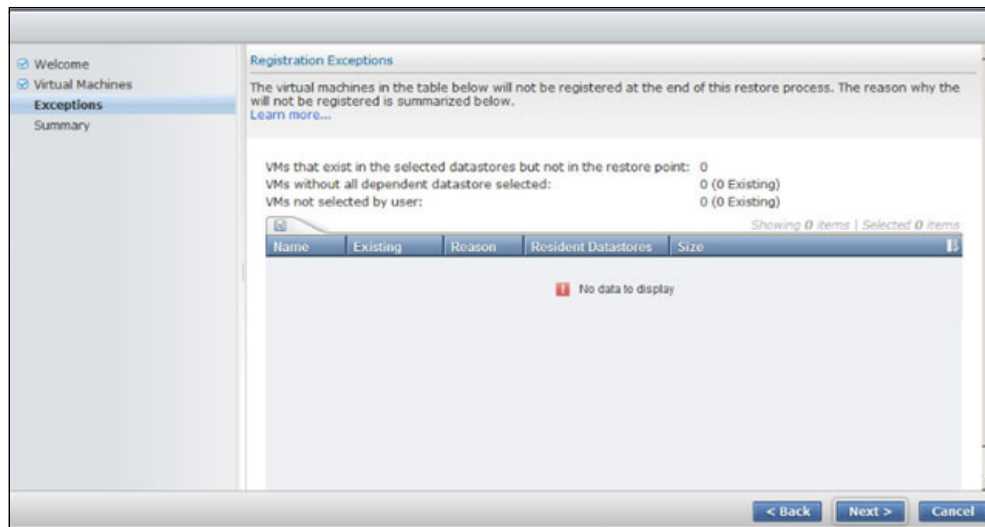 Welcome
Virtual Machines
Exceptions
Summary
Registration Exceptions
The virtual machines in the table below will not be registered at the end of this restore process. The reason why the
will not be registered is summarized below.
Learn more...
VMs that exist in the selected datastores but not in the restore point: 0
VMs without all dependent datastore selected: 0 (0 Existing)
VMs not selected by user: 0 (0 Existing)
Showing 0 items | Selected 0 items
Name Existing Reason Resident Datastores Size
No data to display
< Back Next > Cancel